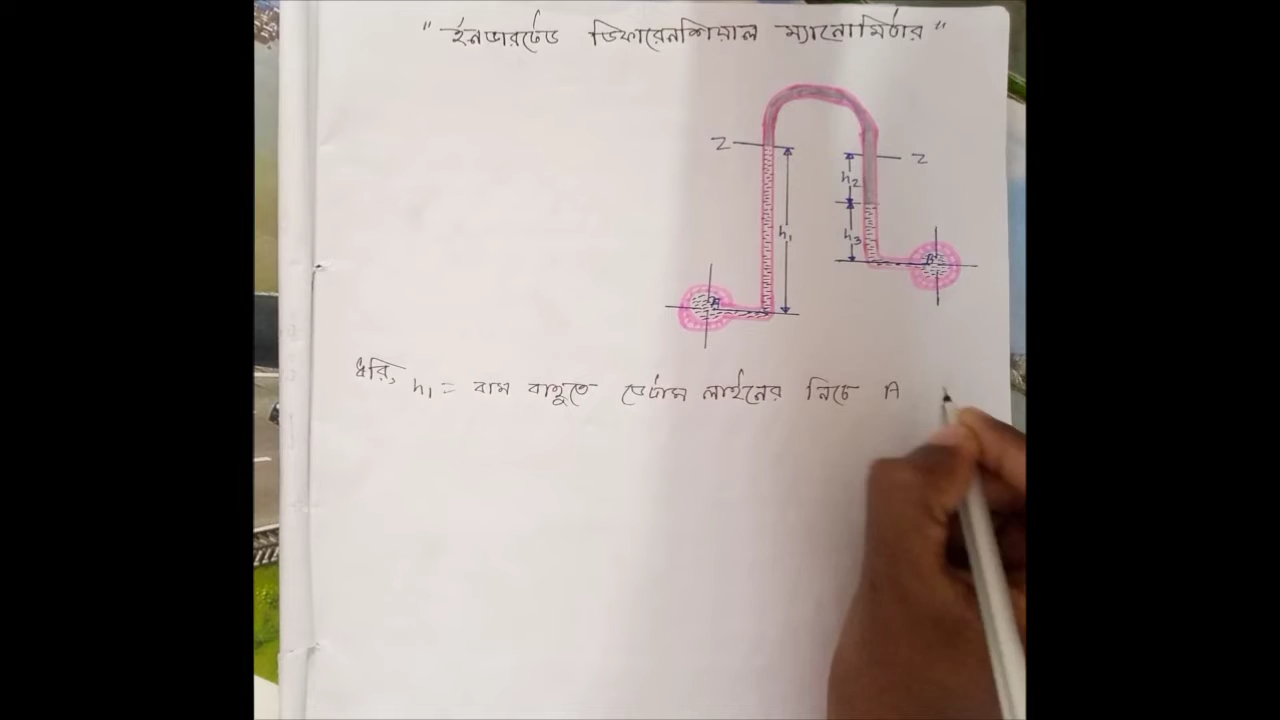 " ইনভারটেড ডিফারেনশিয়াল ম্যানোমিটার "
Z
Z
h₂
h₁
h₃
B
A
ধরি, h₁ = বাম বাহুতে ডেটাম লাইনের নিচে A